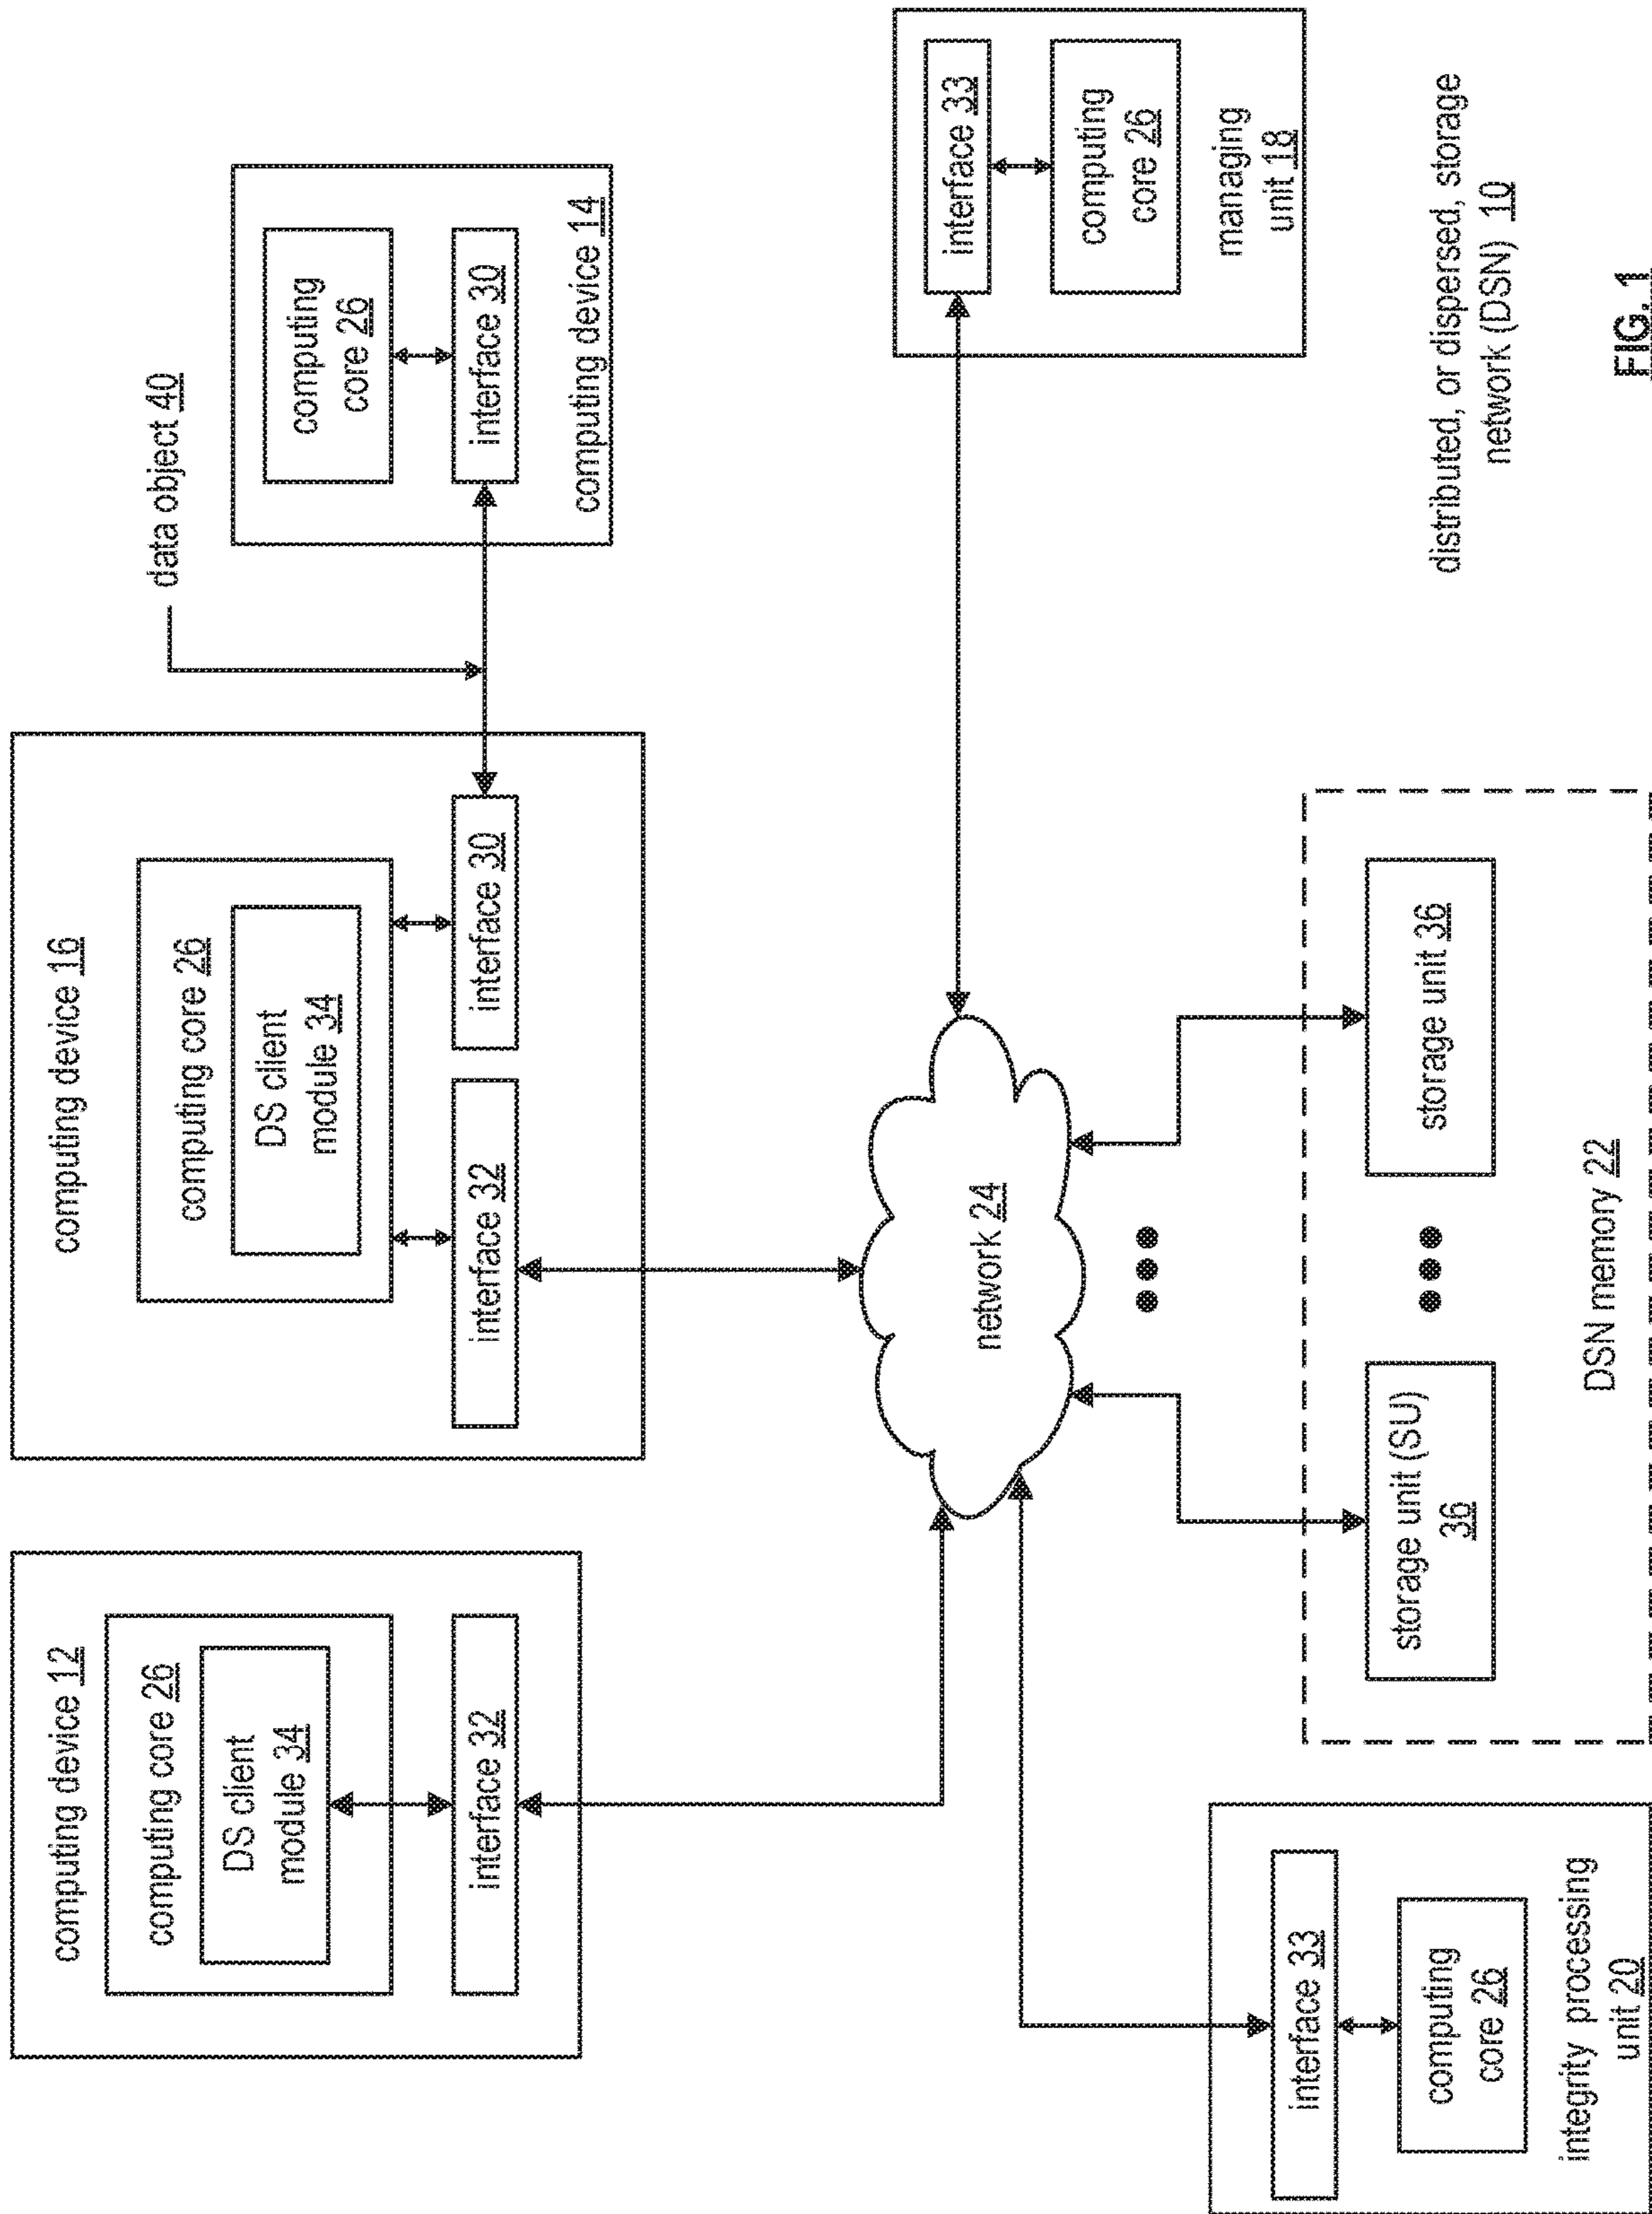 computing device 12
computing core 26
DS client
module 34
interface 32
computing device 16
computing core 26
DS client
module 34
interface 32
interface 30
data object 40
computing
core 26
interface 30
computing device 14
network 24
interface 33
computing
core 26
managing
unit 18
interface 33
computing
core 26
integrity processing
unit 20
storage unit (SU)
36
storage unit 36
DSN memory 22
distributed, or dispersed, storage
network (DSN) 10
FIG. 1